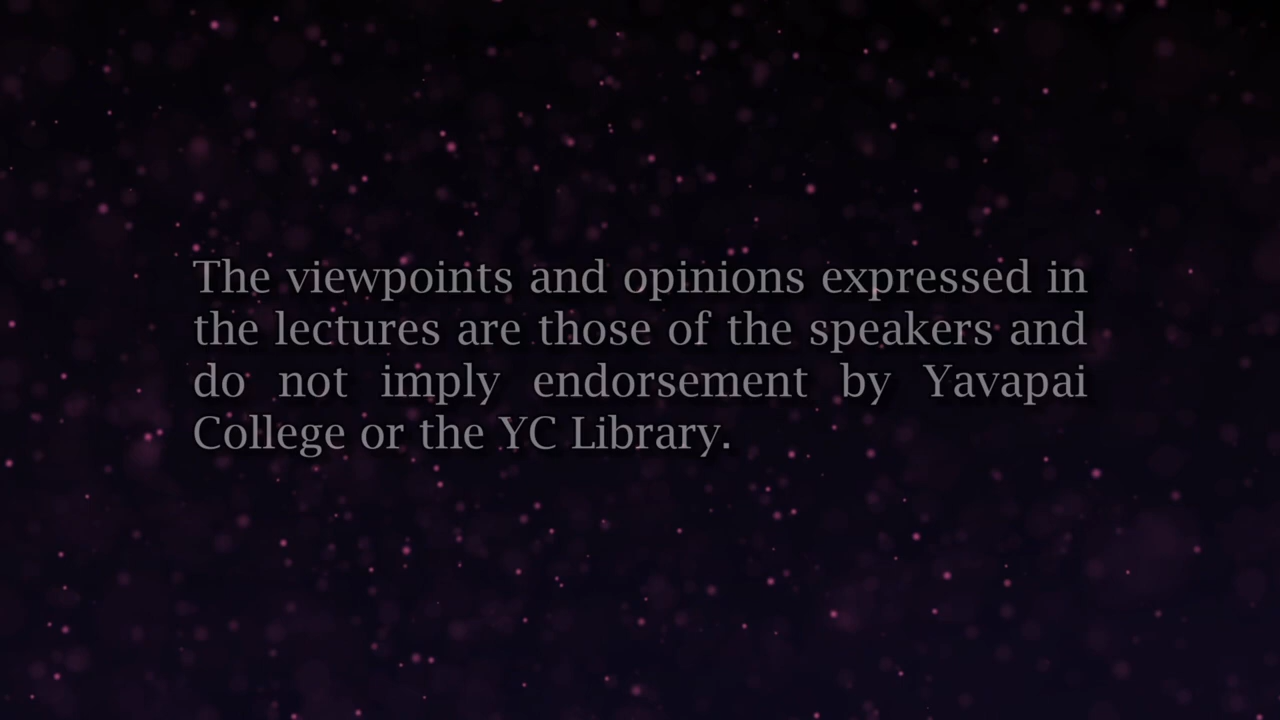 The viewpoints and opinions expressed in
the lectures are those of the speakers and
do not imply endorsement by Yavapai
College or the YC Library.